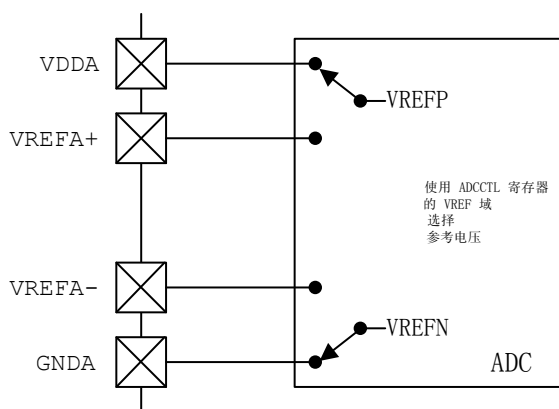 VDDA
VREFP
VREFA+
使用 ADCCTL 寄存器
的 VREF 域
选择
参考电压
VREFA-
VREFN
GNDA
ADC